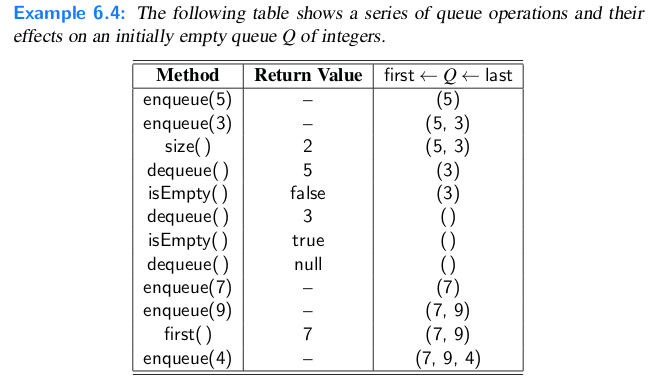 Example 6.4: The following table shows a series of queue operations and their
effects on an initially empty queue Q of integers.
Method Return Value first ← Q ← last
enqueue(5) – (5)
enqueue(3) – (5, 3)
size( ) 2 (5, 3)
dequeue( ) 5 (3)
isEmpty( ) false (3)
dequeue( ) 3 ( )
isEmpty( ) true ( )
dequeue( ) null ( )
enqueue(7) – (7)
enqueue(9) – (7, 9)
first( ) 7 (7, 9)
enqueue(4) – (7, 9, 4)